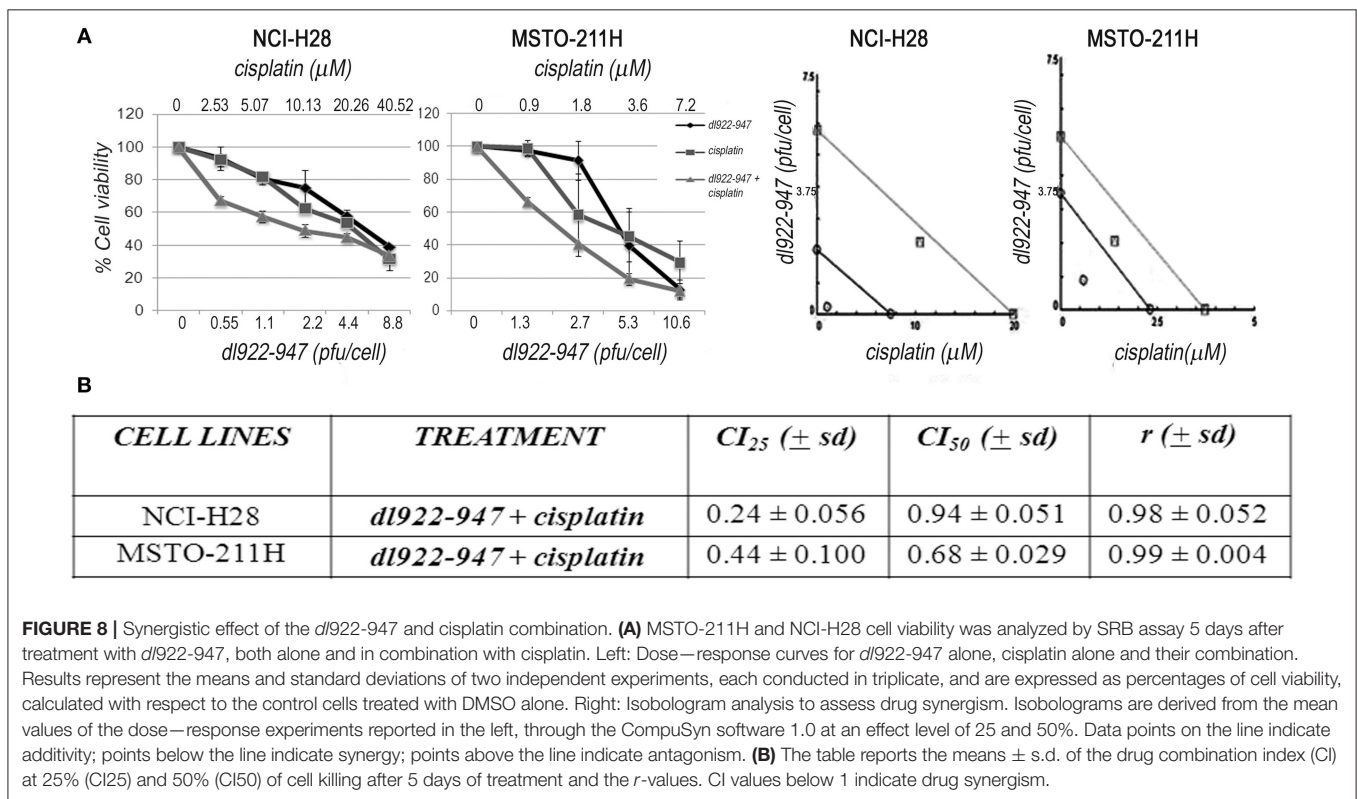 A
NCI-H28
cisplatin (µM)
0 2.53 5.07 10.13 20.26 40.52
120
100
80
60
40
20
0
% Cell viability
0 0.55 1.1 2.2 4.4 8.8
dl922-947 (pfu/cell)
MSTO-211H
cisplatin (µM)
0 0.9 1.8 3.6 7.2
120
100
80
60
40
20
0
0 1.3 2.7 5.3 10.6
dl922-947 (pfu/cell)
dl922-947
cisplatin
dl922-947 +
cisplatin
NCI-H28
7.5
3.75
dl922-947 (pfu/cell)
0 10 20
cisplatin (µM)
MSTO-211H
7.5
3.75
dl922-947 (pfu/cell)
0 2.5 5
cisplatin(µM)
B
CELL LINES TREATMENT CI25 (± sd) CI50 (± sd) r (± sd)
NCI-H28 dl922-947 + cisplatin 0.24 ± 0.056 0.94 ± 0.051 0.98 ± 0.052
MSTO-211H dl922-947 + cisplatin 0.44 ± 0.100 0.68 ± 0.029 0.99 ± 0.004
FIGURE 8 | Synergistic effect of the dl922-947 and cisplatin combination. (A) MSTO-211H and NCI-H28 cell viability was analyzed by SRB assay 5 days after
treatment with dl922-947, both alone and in combination with cisplatin. Left: Dose—response curves for dl922-947 alone, cisplatin alone and their combination.
Results represent the means and standard deviations of two independent experiments, each conducted in triplicate, and are expressed as percentages of cell viability,
calculated with respect to the control cells treated with DMSO alone. Right: Isobologram analysis to assess drug synergism. Isobolograms are derived from the mean
values of the dose—response experiments reported in the left, through the CompuSyn software 1.0 at an effect level of 25 and 50%. Data points on the line indicate
additivity; points below the line indicate synergy; points above the line indicate antagonism. (B) The table reports the means ± s.d. of the drug combination index (CI)
at 25% (CI25) and 50% (CI50) of cell killing after 5 days of treatment and the r-values. CI values below 1 indicate drug synergism.